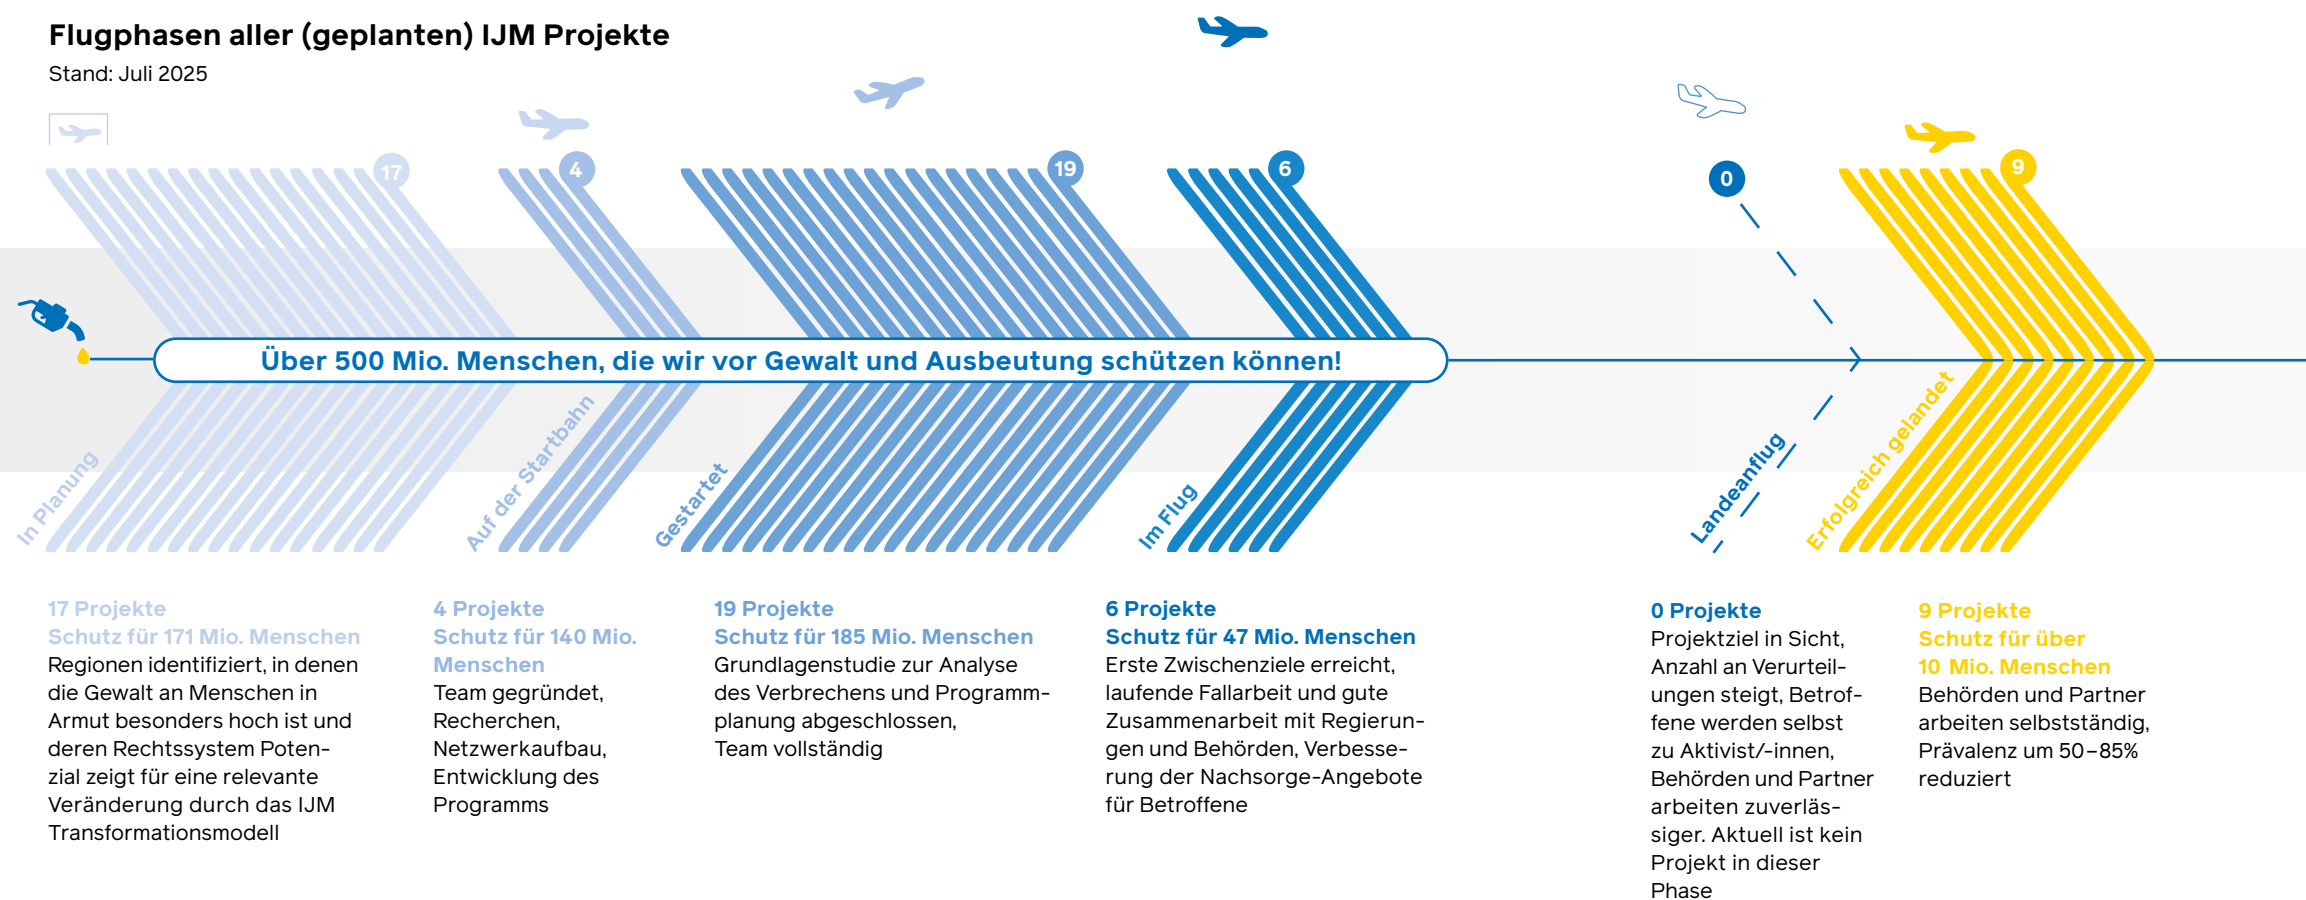 Flugphasen aller (geplanten) IJM Projekte
Stand: Juli 2025
17
4
19
6
0
9
Über 500 Mio. Menschen, die wir vor Gewalt und Ausbeutung schützen können!
In Planung
Auf der Startbahn
Gestartet
Im Flug
Landeanflug
Erfolgreich gelandet
17 Projekte
Schutz für 171 Mio. Menschen
Regionen identifiziert, in denen
die Gewalt an Menschen in
Armut besonders hoch ist und
deren Rechtssystem Poten-
zial zeigt für eine relevante
Veränderung durch das IJM
Transformationsmodell
4 Projekte
Schutz für 140 Mio.
Menschen
Team gegründet,
Recherchen,
Netzwerkaufbau,
Entwicklung des
Programms
19 Projekte
Schutz für 185 Mio. Menschen
Grundlagenstudie zur Analyse
des Verbrechens und Programm-
planung abgeschlossen,
Team vollständig
6 Projekte
Schutz für 47 Mio. Menschen
Erste Zwischenziele erreicht,
laufende Fallarbeit und gute
Zusammenarbeit mit Regierun-
gen und Behörden, Verbesse-
rung der Nachsorge-Angebote
für Betroffene
0 Projekte
Projektziel in Sicht,
Anzahl an Verurteil-
ungen steigt, Betrof-
fene werden selbst
zu Aktivist/-innen,
Behörden und Partner
arbeiten zuverläs-
siger. Aktuell ist kein
Projekt in dieser
Phase
9 Projekte
Schutz für über
10 Mio. Menschen
Behörden und Partner
arbeiten selbstständig,
Prävalenz um 50–85%
reduziert